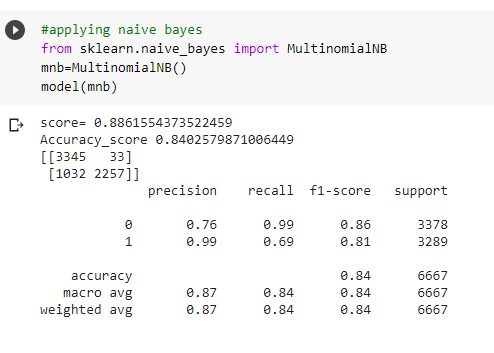 #applying naive bayes
from sklearn.naive_bayes import MultinomialNB
mnb=MultinomialNB()
model(mnb)
score= 0.8861554373522459
Accuracy_score 0.8402579871006449
[[3345   33]
 [1032 2257]]
precision    recall  f1-score   support
0       0.76      0.99      0.86      3378
1       0.99      0.69      0.81      3289
accuracy                           0.84      6667
macro avg       0.87      0.84      0.84      6667
weighted avg       0.87      0.84      0.84      6667